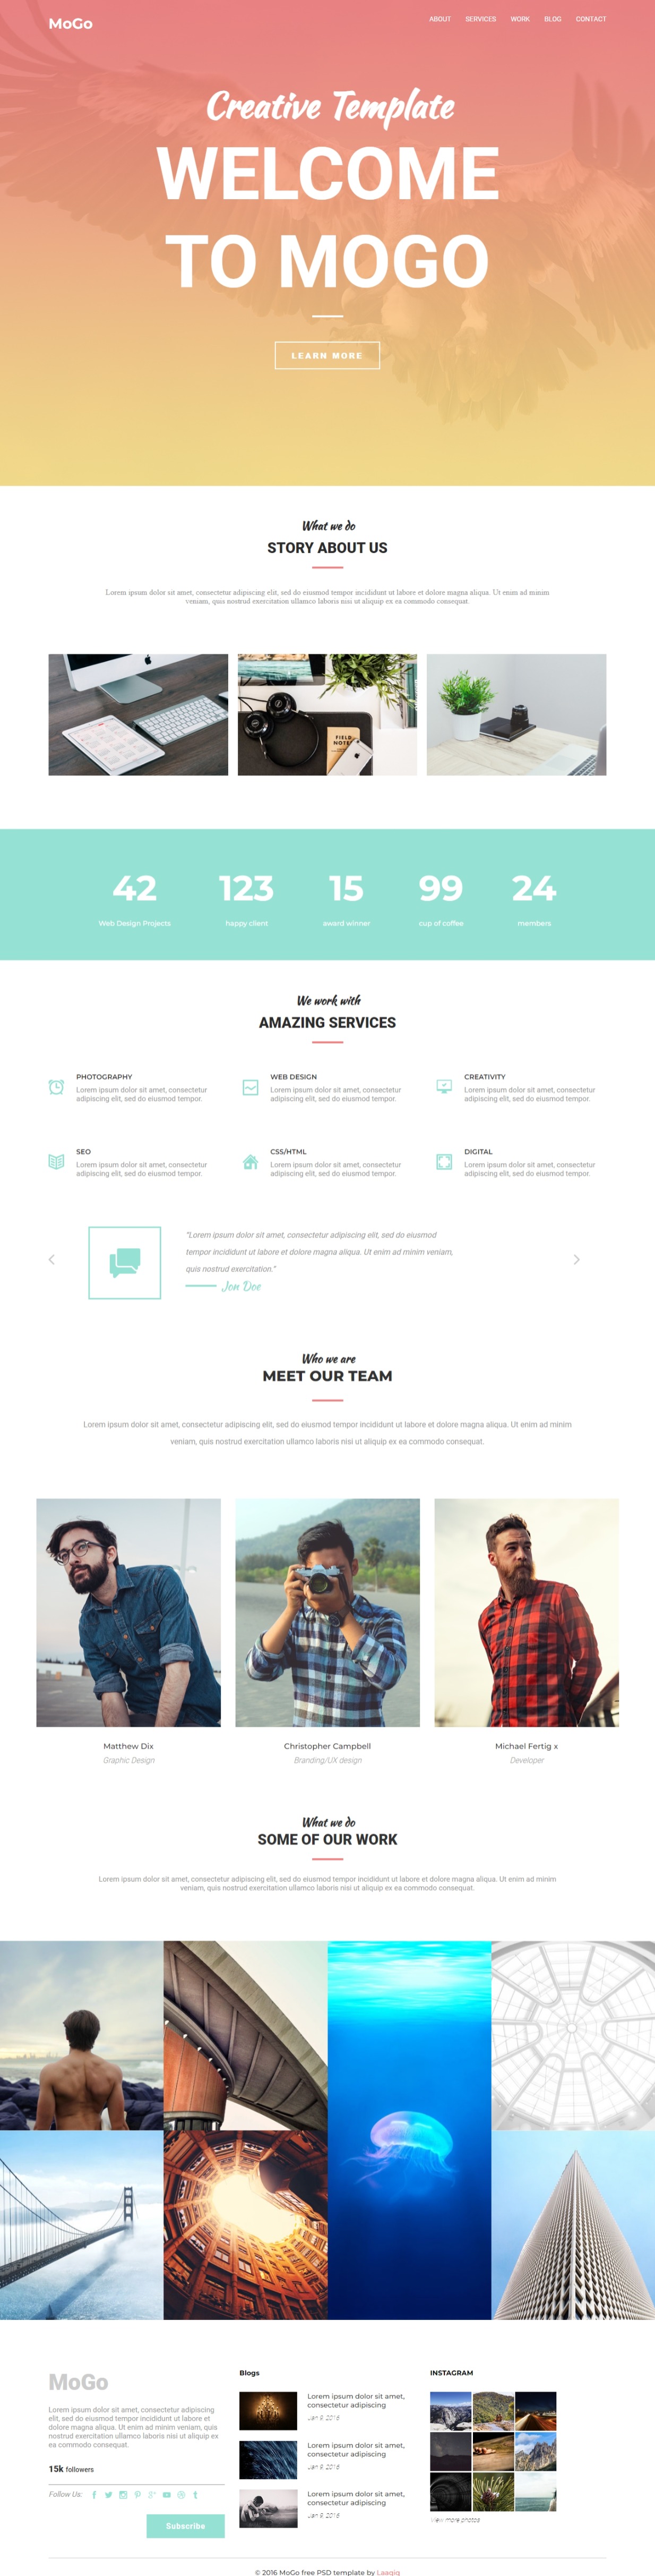 MoGo
ABOUT SERVICES WORK BLOG CONTACT
Creative Template
WELCOME
TO MOGO
LEARN MORE
What we do
STORY ABOUT US
Lorem ipsum dolor sit amet, consectetur adipiscing elit, sed do eiusmod tempor incididunt ut labore et dolore magna aliqua. Ut enim ad minim
veniam, quis nostrud exercitation ullamco laboris nisi ut aliquip ex ea commodo consequat.
FIELD NOTES
42 123 15 99 24
Web Design Projects happy client award winner cup of coffee members
We work with
AMAZING SERVICES
PHOTOGRAPHY
Lorem ipsum dolor sit amet, consectetur
adipiscing elit, sed do eiusmod tempor.
WEB DESIGN
Lorem ipsum dolor sit amet, consectetur
adipiscing elit, sed do eiusmod tempor.
CREATIVITY
Lorem ipsum dolor sit amet, consectetur
adipiscing elit, sed do eiusmod tempor.
SEO
Lorem ipsum dolor sit amet, consectetur
adipiscing elit, sed do eiusmod tempor.
CSS/HTML
Lorem ipsum dolor sit amet, consectetur
adipiscing elit, sed do eiusmod tempor.
DIGITAL
Lorem ipsum dolor sit amet, consectetur
adipiscing elit, sed do eiusmod tempor.
"Lorem ipsum dolor sit amet, consectetur adipiscing elit, sed do eiusmod
tempor incididunt ut labore et dolore magna aliqua. Ut enim ad minim veniam,
quis nostrud exercitation."
Jon Doe
Who we are
MEET OUR TEAM
Lorem ipsum dolor sit amet, consectetur adipiscing elit, sed do eiusmod tempor incididunt ut labore et dolore magna aliqua. Ut enim ad minim
veniam, quis nostrud exercitation ullamco laboris nisi ut aliquip ex ea commodo consequat.
Matthew Dix
Graphic Design
Christopher Campbell
Branding/UX design
Michael Fertig x
Developer
What we do
SOME OF OUR WORK
Lorem ipsum dolor sit amet, consectetur adipiscing elit, sed do eiusmod tempor incididunt ut labore et dolore magna aliqua. Ut enim ad minim
veniam, quis nostrud exercitation ullamco laboris nisi ut aliquip ex ea commodo consequat.
MoGo
Lorem ipsum dolor sit amet, consectetur adipiscing
elit, sed do eiusmod tempor incididunt ut labore et
dolore magna aliqua. Ut enim ad minim veniam, quis
nostrud exercitation ullamco laboris nisi ut aliquip ex
ea commodo consequat.
15k followers
Follow Us:
Subscribe
Blogs
Lorem ipsum dolor sit amet,
consectetur adipiscing
Jan 9, 2016
Lorem ipsum dolor sit amet,
consectetur adipiscing
Jan 9, 2016
Lorem ipsum dolor sit amet,
consectetur adipiscing
Jan 9, 2016
INSTAGRAM
View more photos
© 2016 MoGo free PSD template by Laaqiq